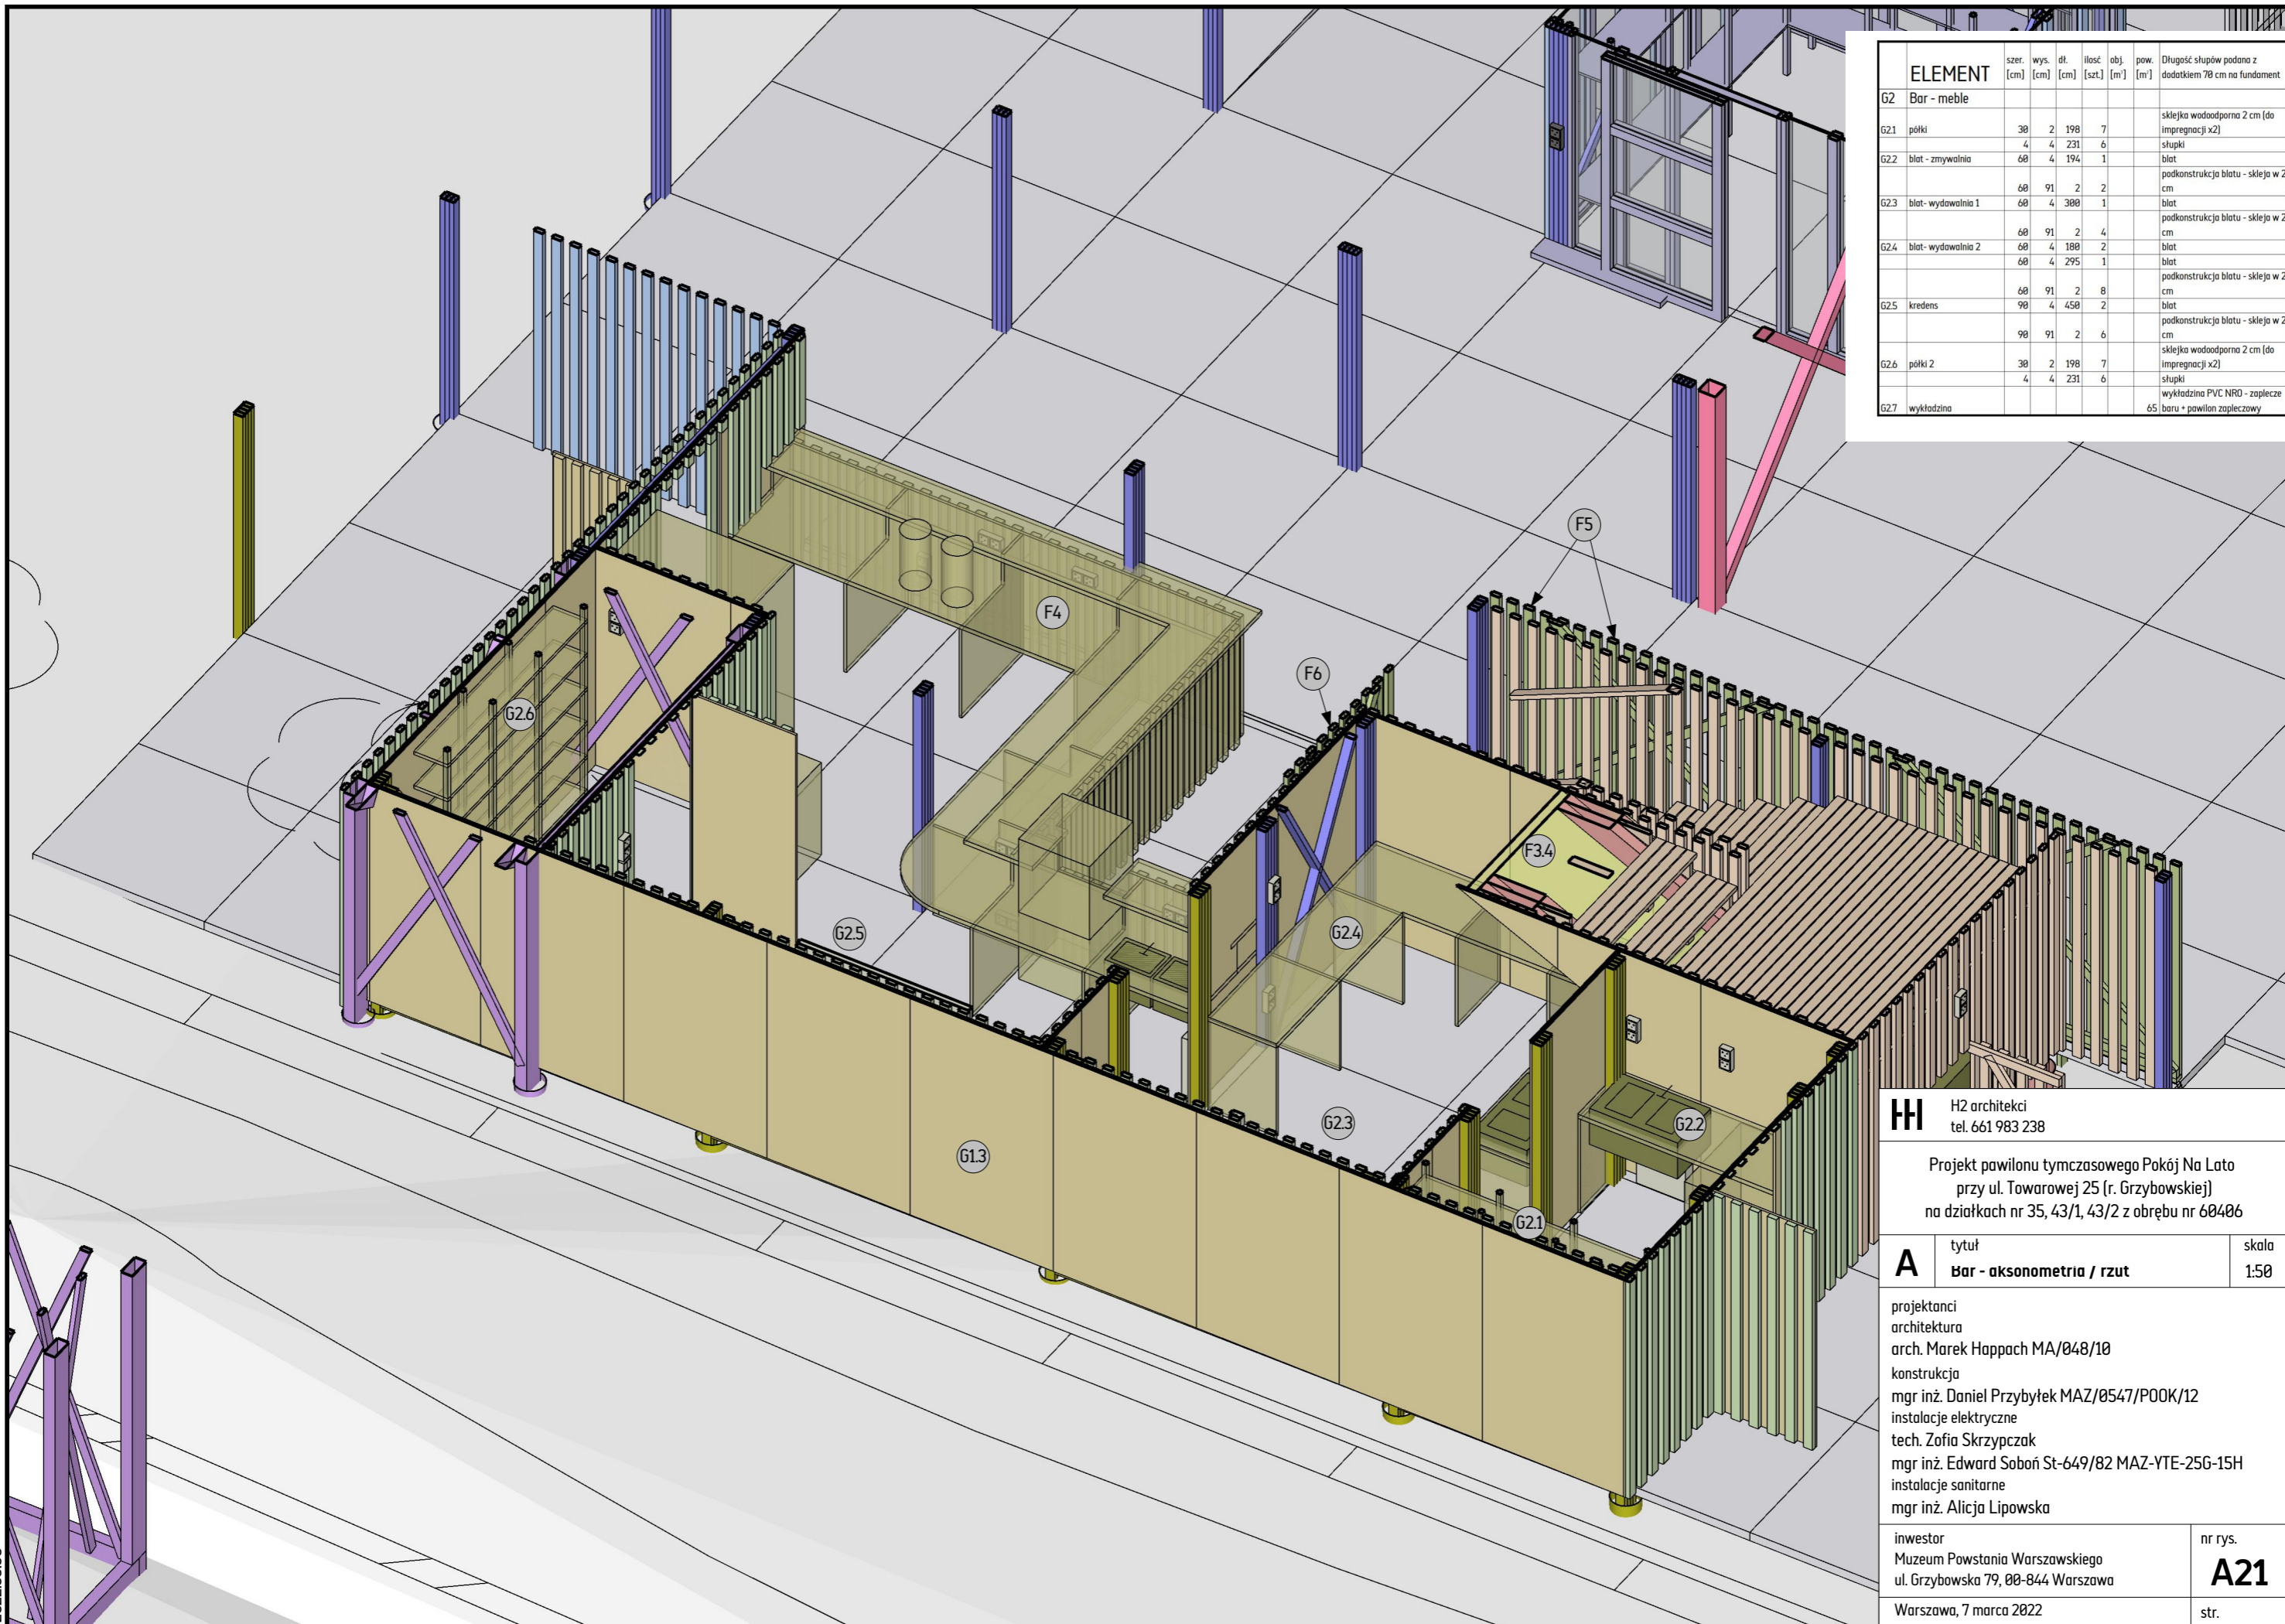 ELEMENT szer. [cm] wys. [cm] dł. [cm] ilosć [szt.] obj. [m³] pow. [m²] Długość słupów podana z dodatkiem 70 cm na fundament
G2 Bar - meble
G2.1 półki 30 2 198 7 sklejka wodoodporna 2 cm (do impregnacji x2)
4 4 231 6 słupki
G2.2 blat - zmywalnia 60 4 194 1 blat
60 91 2 2 podkonstrukcja blatu - skleja w 2 cm
G2.3 blat- wydawalnia 1 60 4 300 1 blat
60 91 2 4 podkonstrukcja blatu - skleja w 2 cm
G2.4 blat- wydawalnia 2 60 4 180 2 blat
60 4 295 1 blat
60 91 2 8 podkonstrukcja blatu - skleja w 2 cm
G2.5 kredens 90 4 450 2 blat
90 91 2 6 podkonstrukcja blatu - skleja w 2 cm
G2.6 półki 2 30 2 198 7 sklejka wodoodporna 2 cm (do impregnacji x2)
4 4 231 6 słupki
G2.7 wykładzina 65 wykładzina PVC NRO - zaplecze baru + pawilon zapleczowy
F5
F4
F6
G2.6
F3.4
G2.5
G2.4
G2.3
G2.2
G1.3
G2.1
H2 architekci
tel. 661 983 238
Projekt pawilonu tymczasowego Pokój Na Lato
przy ul. Towarowej 25 (r. Grzybowskiej)
na działkach nr 35, 43/1, 43/2 z obrębu nr 60406
A
tytuł
Bar - aksonometria / rzut
skala
1:50
projektanci
architektura
arch. Marek Happach MA/048/10
konstrukcja
mgr inż. Daniel Przybyłek MAZ/0547/POOK/12
instalacje elektryczne
tech. Zofia Skrzypczak
mgr inż. Edward Soboń St-649/82 MAZ-YTE-25G-15H
instalacje sanitarne
mgr inż. Alicja Lipowska
inwestor
Muzeum Powstania Warszawskiego
ul. Grzybowska 79, 00-844 Warszawa
nr rys.
A21
Warszawa, 7 marca 2022
str.